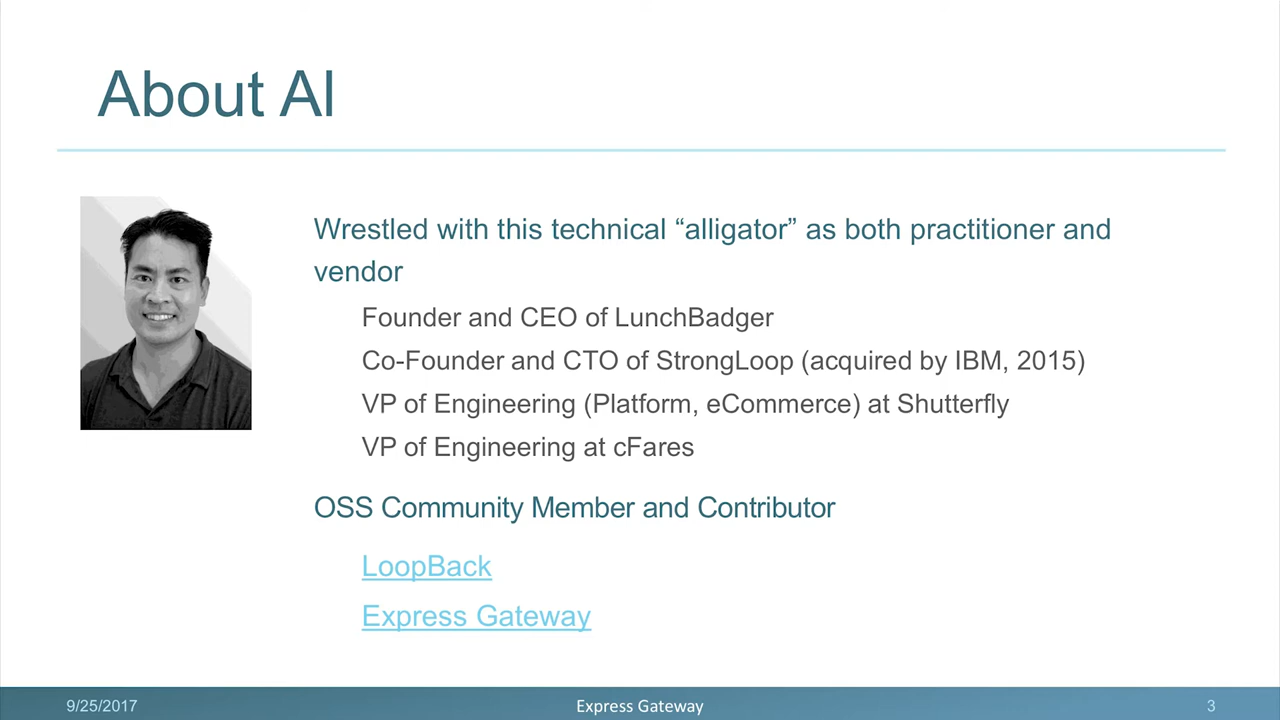 About Al
Wrestled with this technical “alligator” as both practitioner and
vendor
Founder and CEO of LunchBadger
Co-Founder and CTO of StrongLoop (acquired by IBM, 2015)
VP of Engineering (Platform, eCommerce) at Shutterfly
VP of Engineering at cFares
OSS Community Member and Contributor
LoopBack
Express Gateway
9/25/2017
Express Gateway
3